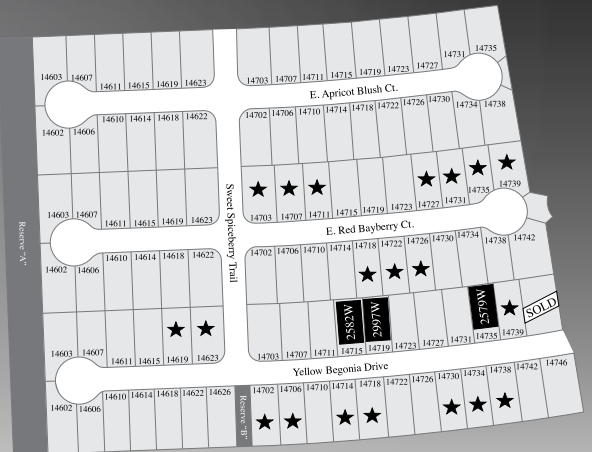 14603 14607 14611 14615 14619 14623 14703 14707 14711 14715 14719 14723 14727 14731 14735
E. Apricot Blush Ct.
14602 14606 14610 14614 14618 14622 14702 14706 14710 14714 14718 14722 14726 14730 14734 14738
14603 14607 14611 14615 14619 14623 14703 14707 14711 14715 14719 14723 14727 14731 14735 14739
Reserve "A"
Sweet Spiceberry Trail
E. Red Bayberry Ct.
14602 14606 14610 14614 14618 14622 14702 14706 14710 14714 14718 14722 14726 14730 14734 14738 14742
2582W 2997W 2579W SOLD
14603 14607 14611 14615 14619 14623 14703 14707 14711 14715 14719 14723 14727 14731 14735 14739
Yellow Begonia Drive
14602 14606 14610 14614 14618 14622 14626 14702 14706 14710 14714 14718 14722 14726 14730 14734 14738 14742 14746
Reserve "B"